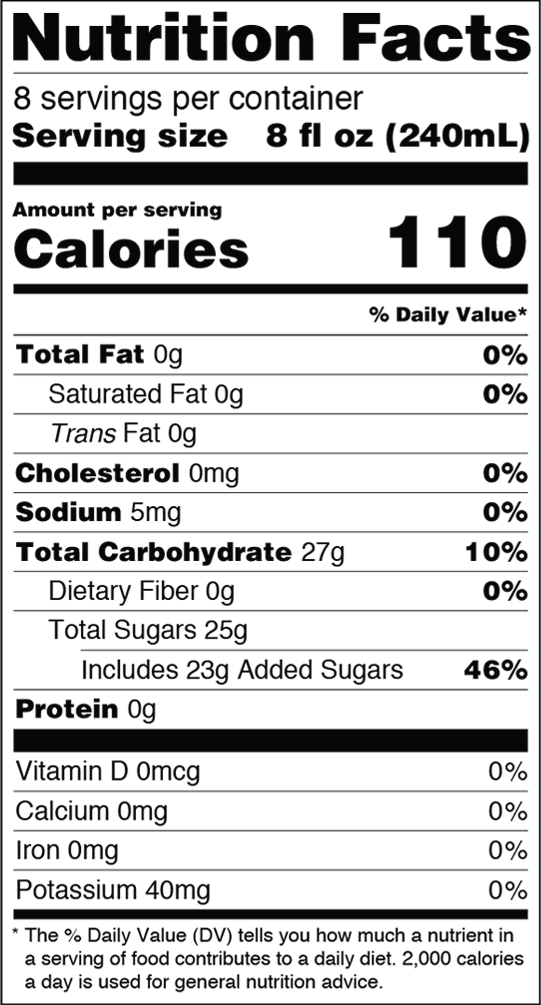 Nutrition Facts
8 servings per container
Serving size 8 fl oz (240mL)
Amount per serving
Calories 110
% Daily Value*
Total Fat 0g 0%
Saturated Fat 0g 0%
Trans Fat 0g
Cholesterol 0mg 0%
Sodium 5mg 0%
Total Carbohydrate 27g 10%
Dietary Fiber 0g 0%
Total Sugars 25g
Includes 23g Added Sugars 46%
Protein 0g
Vitamin D 0mcg 0%
Calcium 0mg 0%
Iron 0mg 0%
Potassium 40mg 0%
* The % Daily Value (DV) tells you how much a nutrient in
a serving of food contributes to a daily diet. 2,000 calories
a day is used for general nutrition advice.